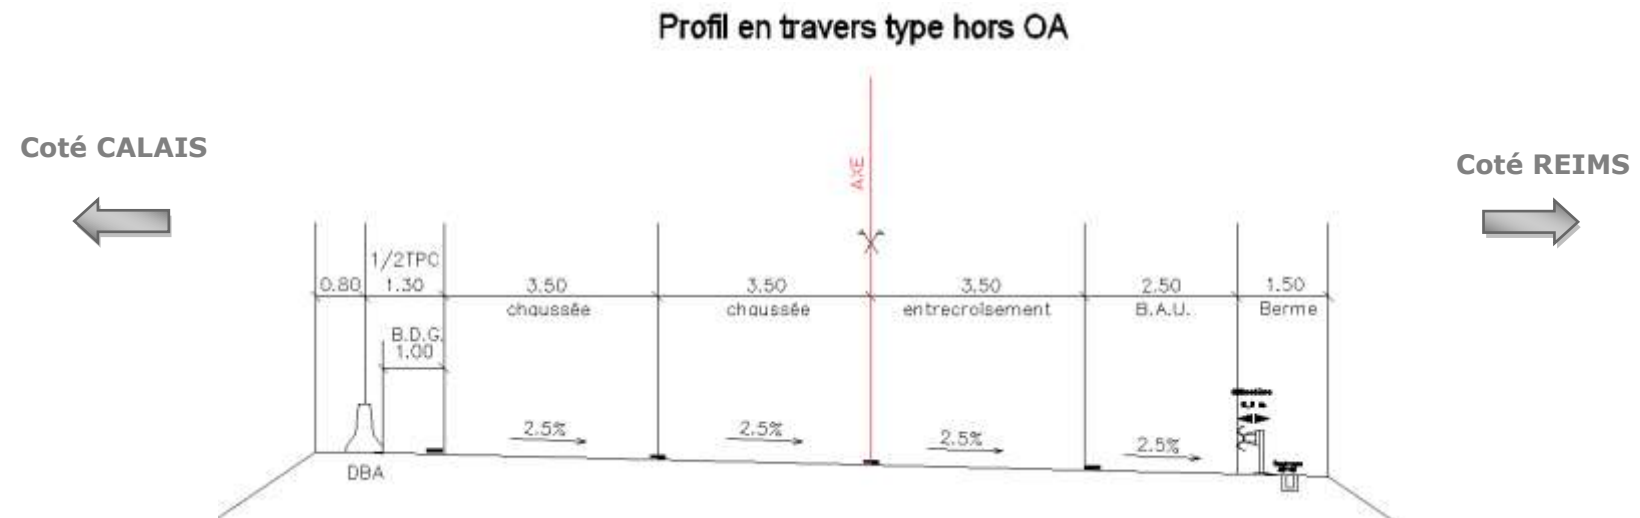 Profil en travers type hors OA
Coté CALAIS
Coté REIMS
AXE
1/2TPC
0.80 1.30 3.50 3.50 3.50 2.50 1.50
chaussée chaussée entrecroisement B.A.U. Berme
B.D.G.
1.00
2.5% 2.5% 2.5% 2.5%
DBA